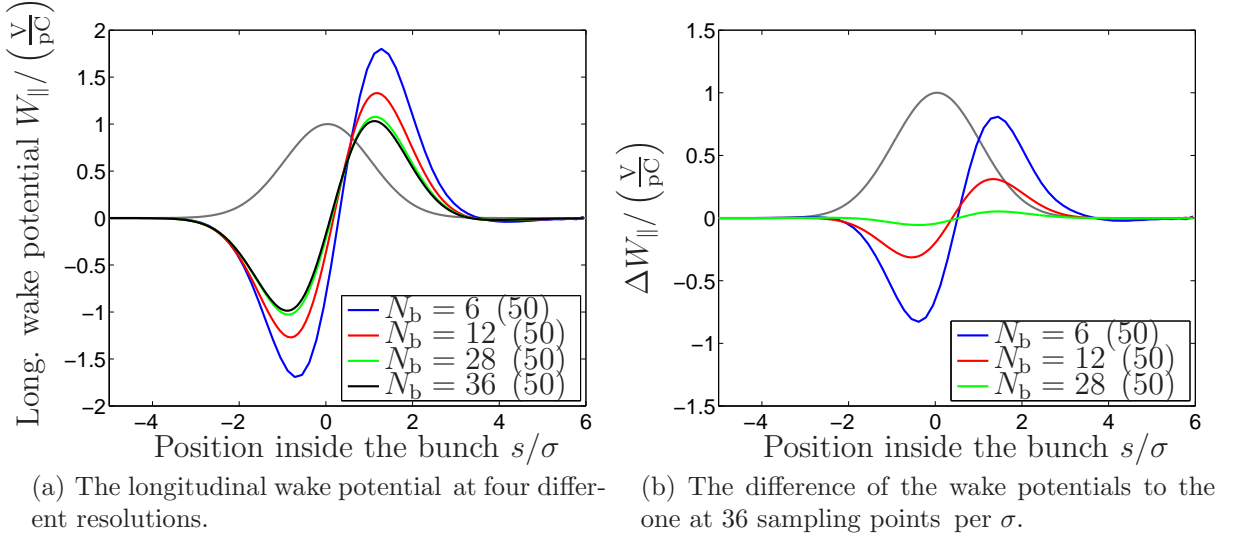 Long. wake potential W∥/ (V/pC)
2
1.5
1
0.5
0
−0.5
−1
−1.5
−2
−4 −2 0 2 4 6
Position inside the bunch s/σ
N_b = 6 (50)
N_b = 12 (50)
N_b = 28 (50)
N_b = 36 (50)
(a) The longitudinal wake potential at four differ-
ent resolutions.
ΔW∥/ (V/pC)
1.5
1
0.5
0
−0.5
−1
−1.5
−4 −2 0 2 4 6
Position inside the bunch s/σ
N_b = 6 (50)
N_b = 12 (50)
N_b = 28 (50)
(b) The difference of the wake potentials to the
one at 36 sampling points per σ.